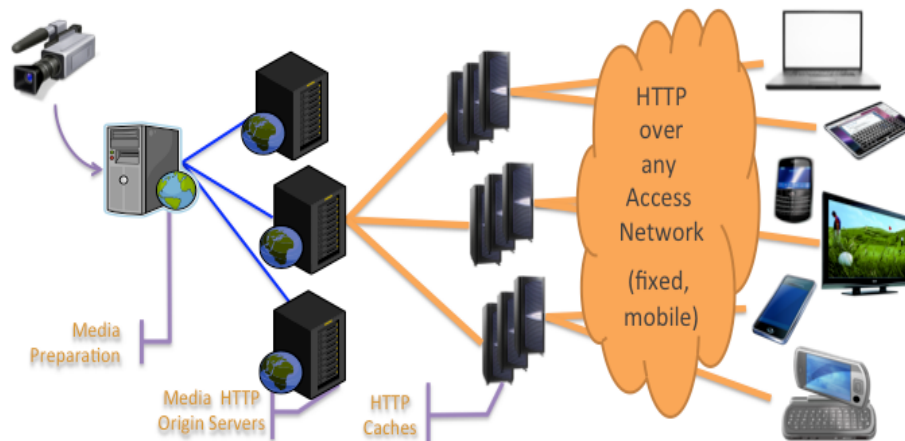 HTTP
over
any
Access
Network
(fixed,
mobile)
Media
Preparation
Media HTTP
Origin Servers
HTTP
Caches